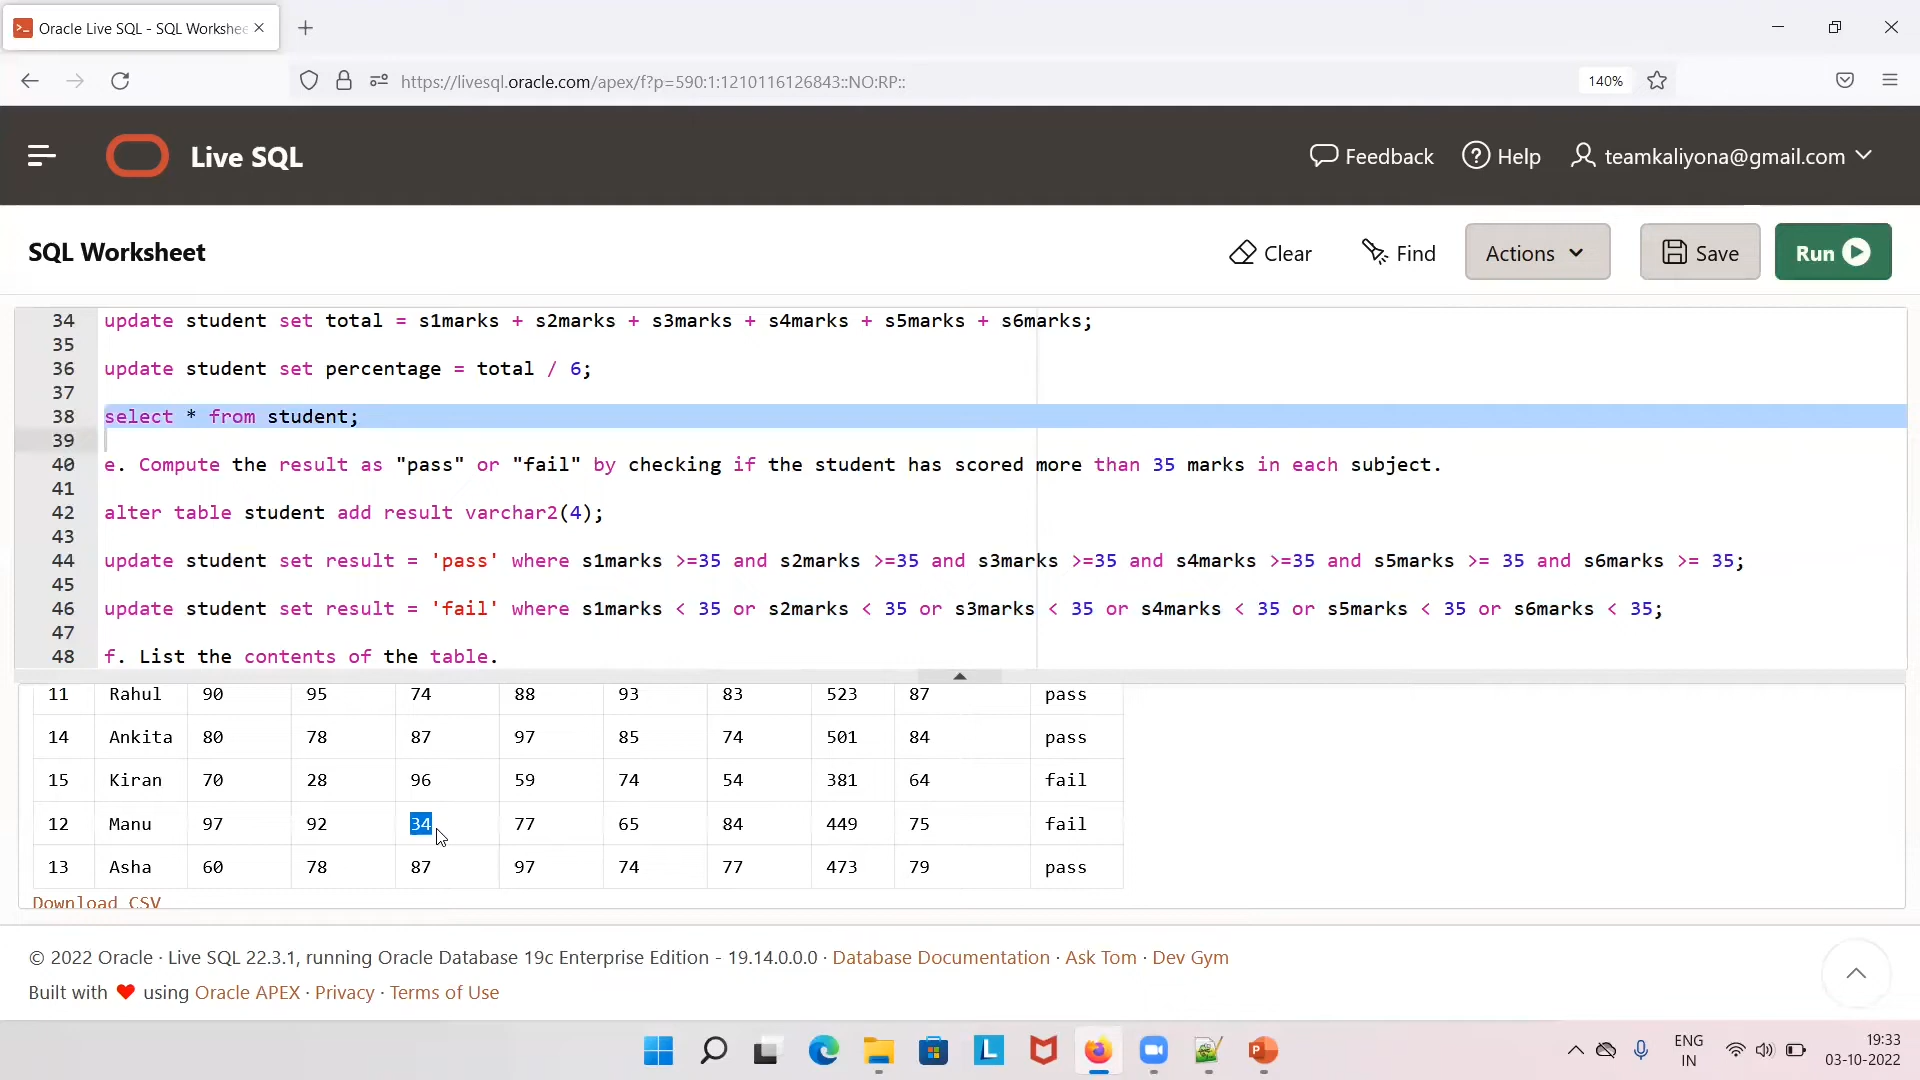 Oracle Live SQL - SQL Workshee
https://livesql.oracle.com/apex/f?p=590:1:1210116126843::NO:RP::
140%
Live SQL
Feedback
Help
teamkaliyona@gmail.com
SQL Worksheet
Clear
Find
Actions
Save
Run
34 update student set total = s1marks + s2marks + s3marks + s4marks + s5marks + s6marks;
35
36 update student set percentage = total / 6;
37
38 select * from student;
39
40 e. Compute the result as "pass" or "fail" by checking if the student has scored more than 35 marks in each subject.
41
42 alter table student add result varchar2(4);
43
44 update student set result = 'pass' where s1marks >=35 and s2marks >=35 and s3marks >=35 and s4marks >=35 and s5marks >= 35 and s6marks >= 35;
45
46 update student set result = 'fail' where s1marks < 35 or s2marks < 35 or s3marks < 35 or s4marks < 35 or s5marks < 35 or s6marks < 35;
47
48 f. List the contents of the table.
11 Rahul 90 95 74 88 93 83 523 87 pass
14 Ankita 80 78 87 97 85 74 501 84 pass
15 Kiran 70 28 96 59 74 54 381 64 fail
12 Manu 97 92 34 77 65 84 449 75 fail
13 Asha 60 78 87 97 74 77 473 79 pass
Download CSV
© 2022 Oracle · Live SQL 22.3.1, running Oracle Database 19c Enterprise Edition - 19.14.0.0.0 · Database Documentation · Ask Tom · Dev Gym
Built with ❤ using Oracle APEX · Privacy · Terms of Use
ENG
IN
19:33
03-10-2022